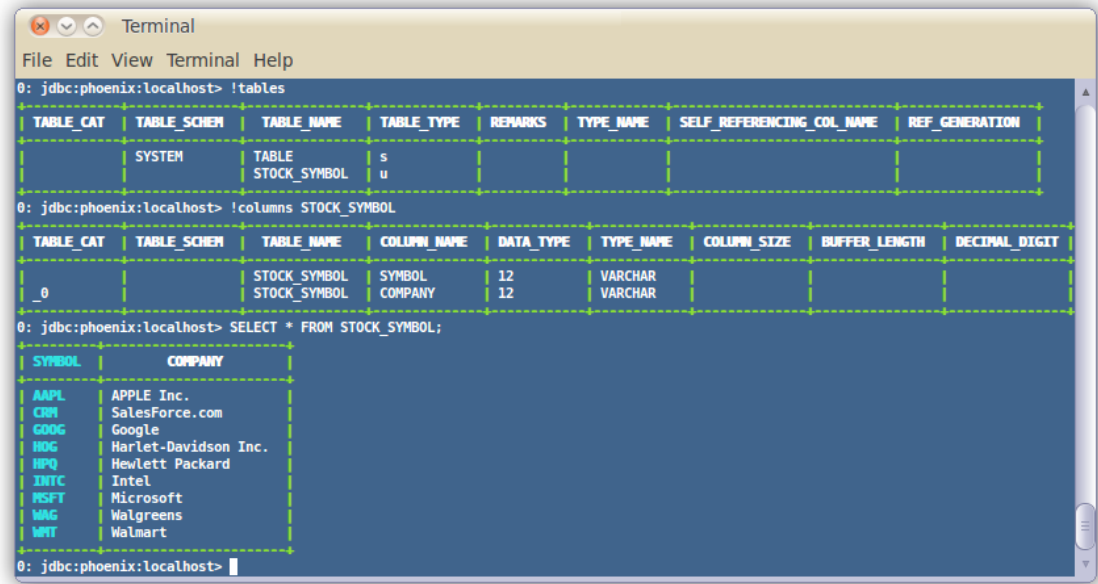 Terminal
File Edit View Terminal Help
0: jdbc:phoenix:localhost> !tables
| TABLE_CAT | TABLE_SCHEM | TABLE_NAME | TABLE_TYPE | REMARKS | TYPE_NAME | SELF_REFERENCING_COL_NAME | REF_GENERATION |
| | SYSTEM | TABLE | s | | | | |
| | | STOCK_SYMBOL | u | | | | |
0: jdbc:phoenix:localhost> !columns STOCK_SYMBOL
| TABLE_CAT | TABLE_SCHEM | TABLE_NAME | COLUMN_NAME | DATA_TYPE | TYPE_NAME | COLUMN_SIZE | BUFFER_LENGTH | DECIMAL_DIGIT |
| | | STOCK_SYMBOL | SYMBOL | 12 | VARCHAR | | | |
| _0 | | STOCK_SYMBOL | COMPANY | 12 | VARCHAR | | | |
0: jdbc:phoenix:localhost> SELECT * FROM STOCK_SYMBOL;
| SYMBOL | COMPANY |
| AAPL | APPLE Inc. |
| CRM | SalesForce.com |
| GOOG | Google |
| HOG | Harlet-Davidson Inc. |
| HPQ | Hewlett Packard |
| INTC | Intel |
| MSFT | Microsoft |
| WAG | Walgreens |
| WMT | Walmart |
0: jdbc:phoenix:localhost>